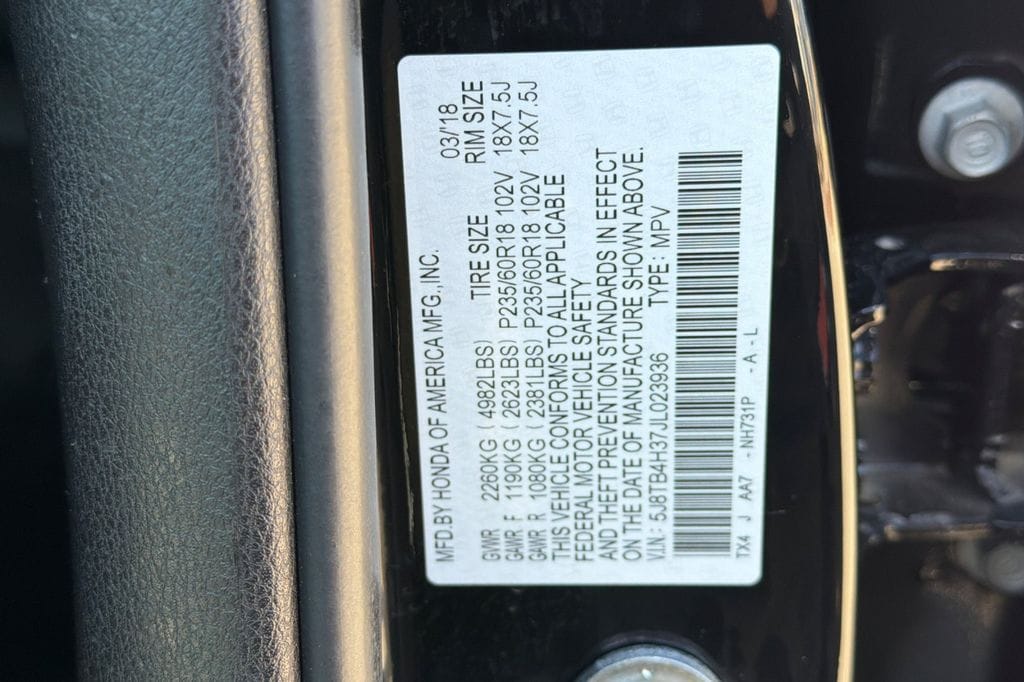 MFD.BY HONDA OF AMERICA MFG.,INC. 03/'18
TIRE SIZE RIM SIZE
GVWR 2260KG ( 4982LBS)
GAWR F 1190KG ( 2623LBS) P235/60R18 102V 18X7.5J
GAWR R 1080KG ( 2381LBS) P235/60R18 102V 18X7.5J
THIS VEHICLE CONFORMS TO ALL APPLICABLE
FEDERAL MOTOR VEHICLE SAFETY
AND THEFT PREVENTION STANDARDS IN EFFECT
ON THE DATE OF MANUFACTURE SHOWN ABOVE.
V.I.N : 5J8TB4H37JL023936 TYPE : MPV
TX4 J AA7 - NH731P - A - L